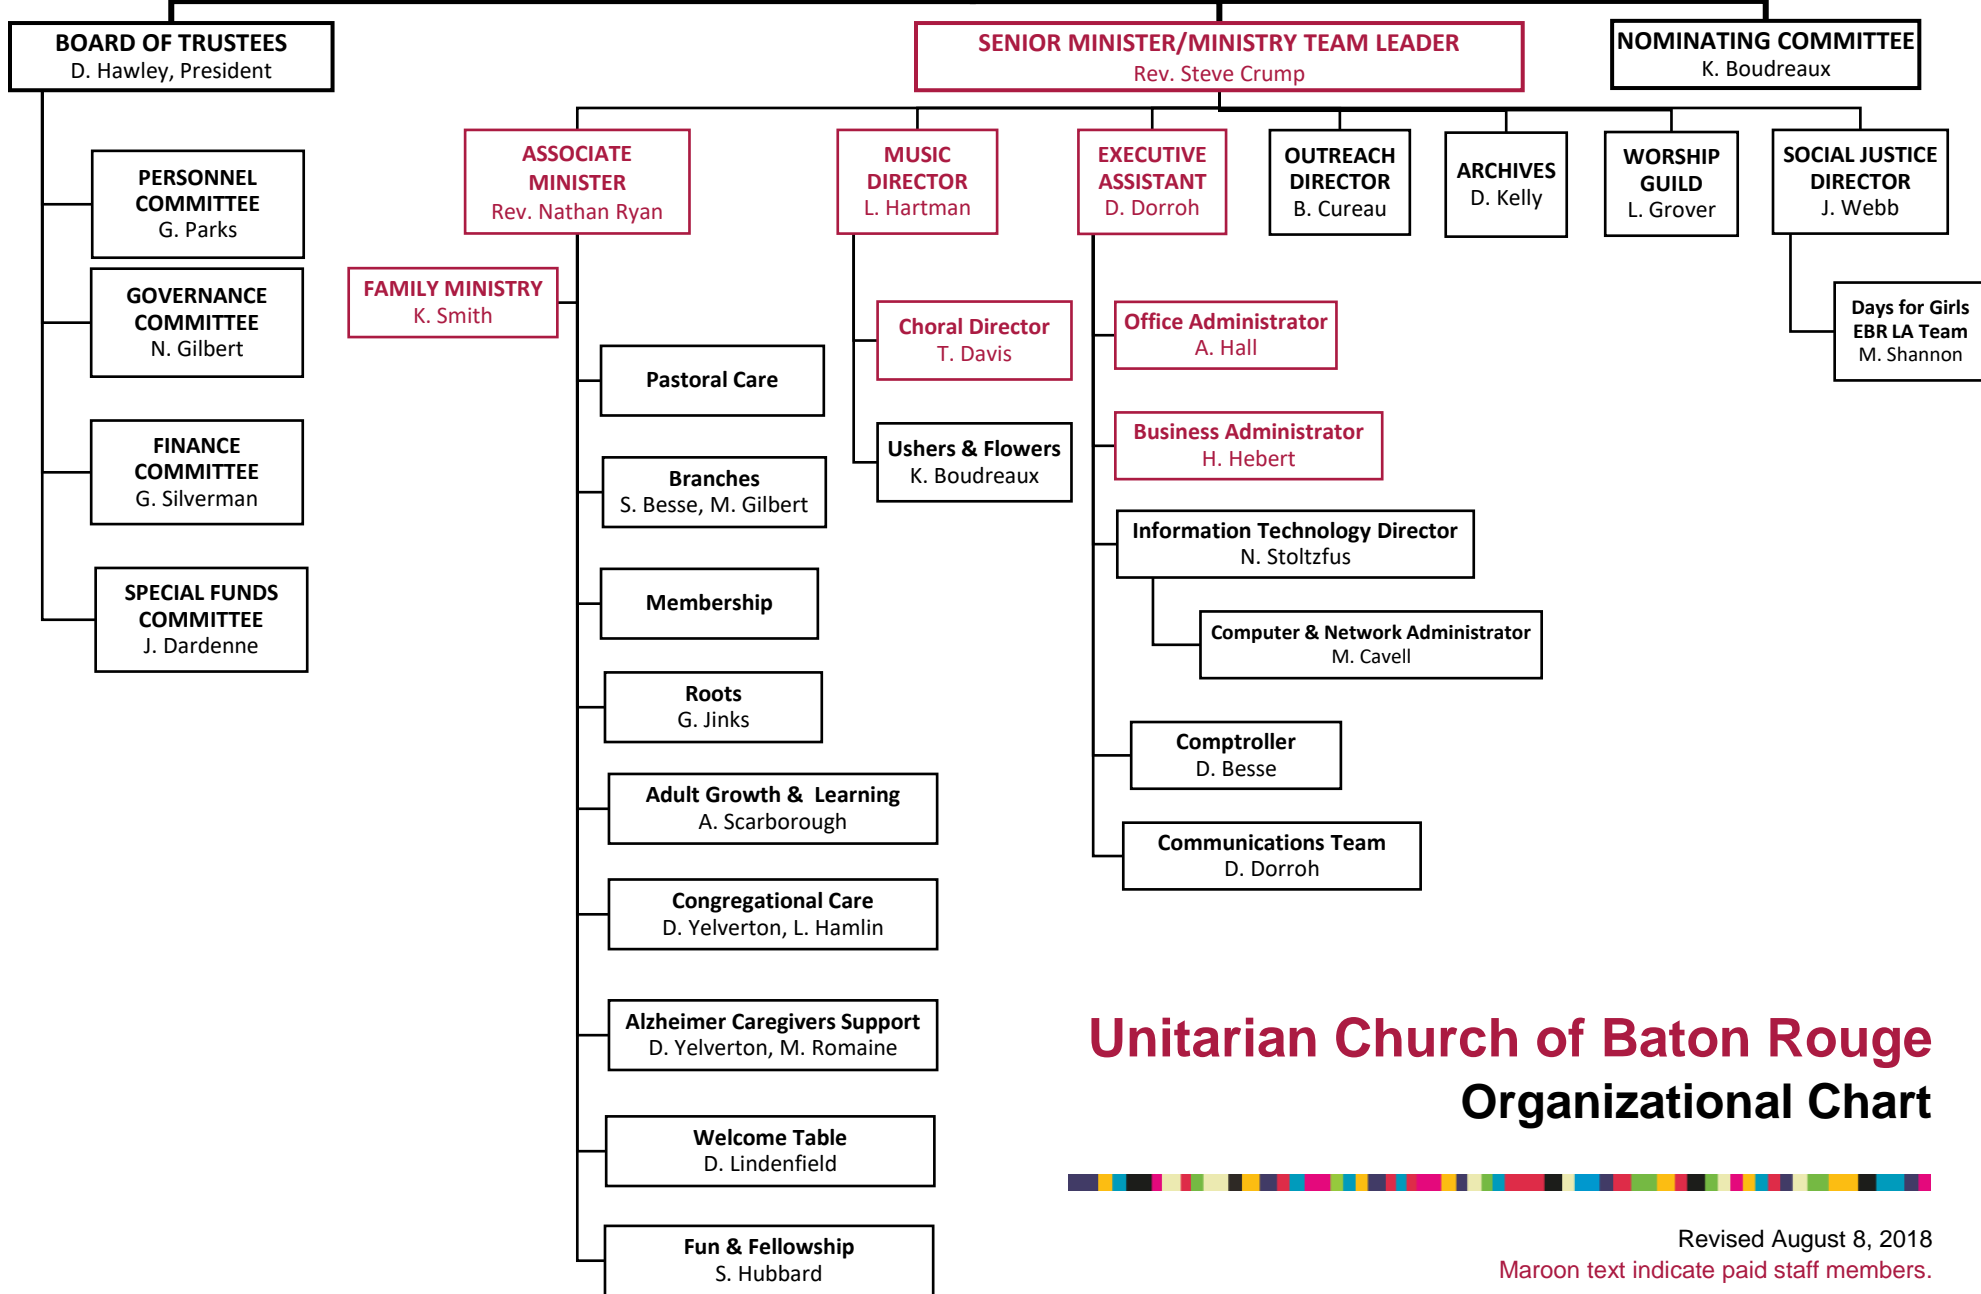 BOARD OF TRUSTEES
D. Hawley, President
SENIOR MINISTER/MINISTRY TEAM LEADER
Rev. Steve Crump
NOMINATING COMMITTEE
K. Boudreaux
PERSONNEL
COMMITTEE
G. Parks
GOVERNANCE
COMMITTEE
N. Gilbert
FINANCE
COMMITTEE
G. Silverman
SPECIAL FUNDS
COMMITTEE
J. Dardenne
ASSOCIATE
MINISTER
Rev. Nathan Ryan
FAMILY MINISTRY
K. Smith
Pastoral Care
Branches
S. Besse, M. Gilbert
Membership
Roots
G. Jinks
Adult Growth &  Learning
A. Scarborough
Congregational Care
D. Yelverton, L. Hamlin
Alzheimer Caregivers Support
D. Yelverton, M. Romaine
Welcome Table
D. Lindenfield
Fun & Fellowship
S. Hubbard
MUSIC
DIRECTOR
L. Hartman
Choral Director
T. Davis
Ushers & Flowers
K. Boudreaux
EXECUTIVE
ASSISTANT
D. Dorroh
Office Administrator
A. Hall
Business Administrator
H. Hebert
Information Technology Director
N. Stoltzfus
Computer & Network Administrator
M. Cavell
Comptroller
D. Besse
Communications Team
D. Dorroh
OUTREACH
DIRECTOR
B. Cureau
ARCHIVES
D. Kelly
WORSHIP
GUILD
L. Grover
SOCIAL JUSTICE
DIRECTOR
J. Webb
Days for Girls
EBR LA Team
M. Shannon
Unitarian Church of Baton Rouge
Organizational Chart
Revised August 8, 2018
Maroon text indicate paid staff members.